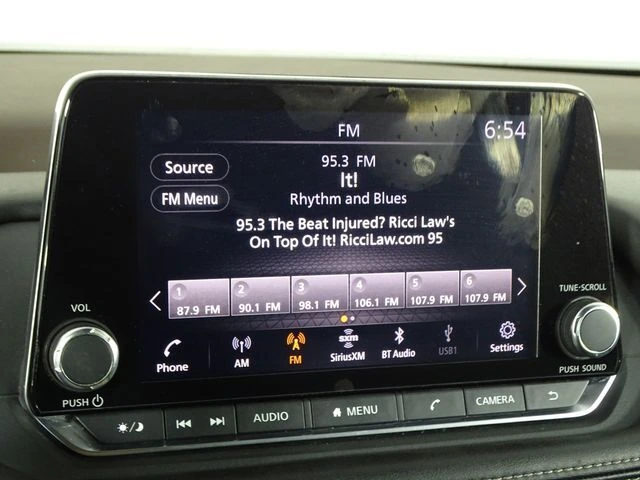 FM
6:54
Source
95.3 FM
It!
FM Menu
Rhythm and Blues
95.3 The Beat Injured? Ricci Law's
On Top Of It! RicciLaw.com 95
1 2 3 4 5 6
87.9 FM 90.1 FM 98.1 FM 106.1 FM 107.9 FM 107.9 FM
VOL
TUNE·SCROLL
sxm
Phone AM FM SiriusXM BT Audio USB1 Settings
PUSH
PUSH SOUND
AUDIO MENU CAMERA